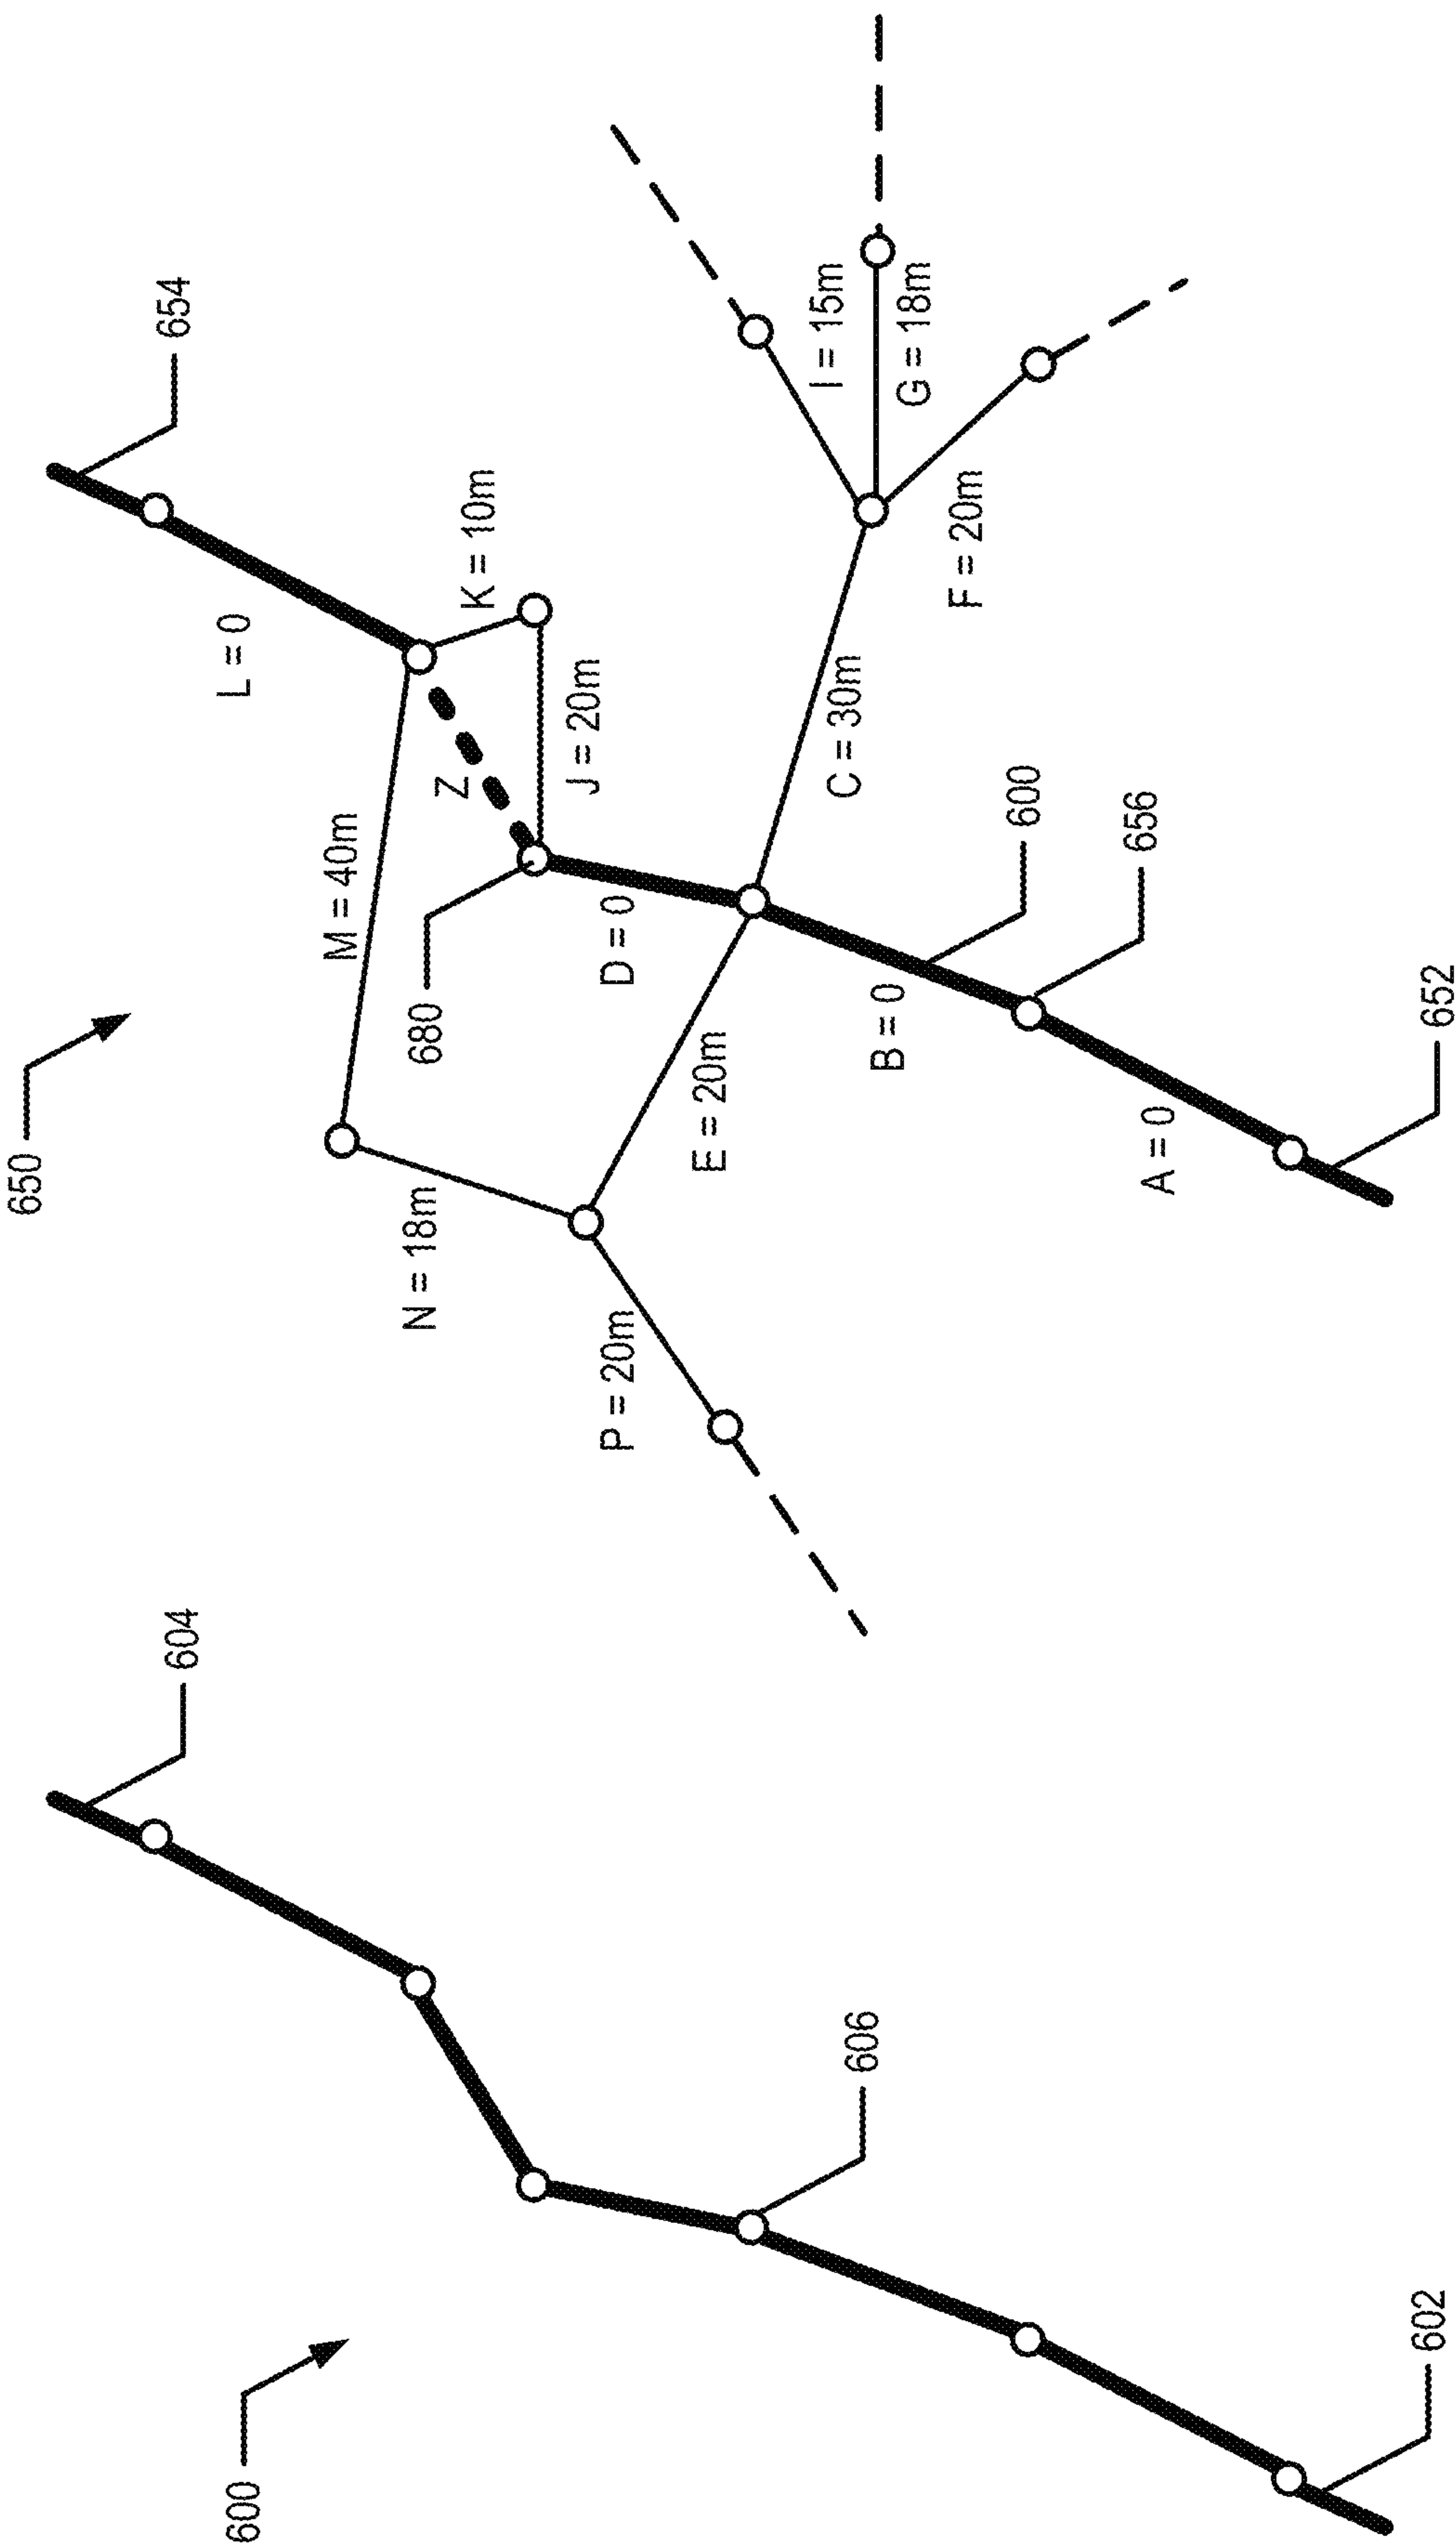 600
602
606
604
650
652
656
600
680
654
A = 0
B = 0
C = 30m
D = 0
E = 20m
F = 20m
G = 18m
I = 15m
J = 20m
K = 10m
L = 0
M = 40m
N = 18m
P = 20m
Z